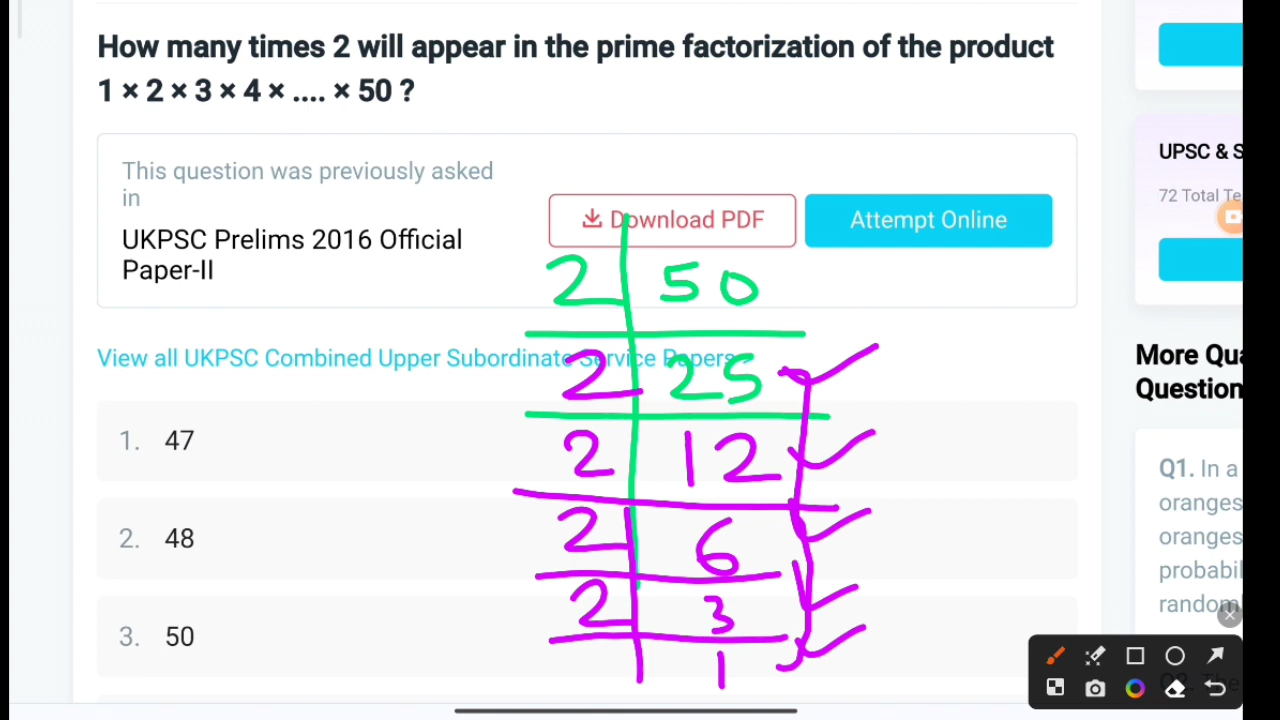 How many times 2 will appear in the prime factorization of the product
1 × 2 × 3 × 4 × .... × 50 ?
This question was previously asked
in
UKPSC Prelims 2016 Official
Paper-II
Download PDF
Attempt Online
View all UKPSC Combined Upper Subordinate Service Papers >
1. 47
2. 48
3. 50
2 50
2 25
2 12
2 6
2 3
1
UPSC & S
72 Total Te
More Qua
Question
Q1. In a
oranges
oranges
probabil
random